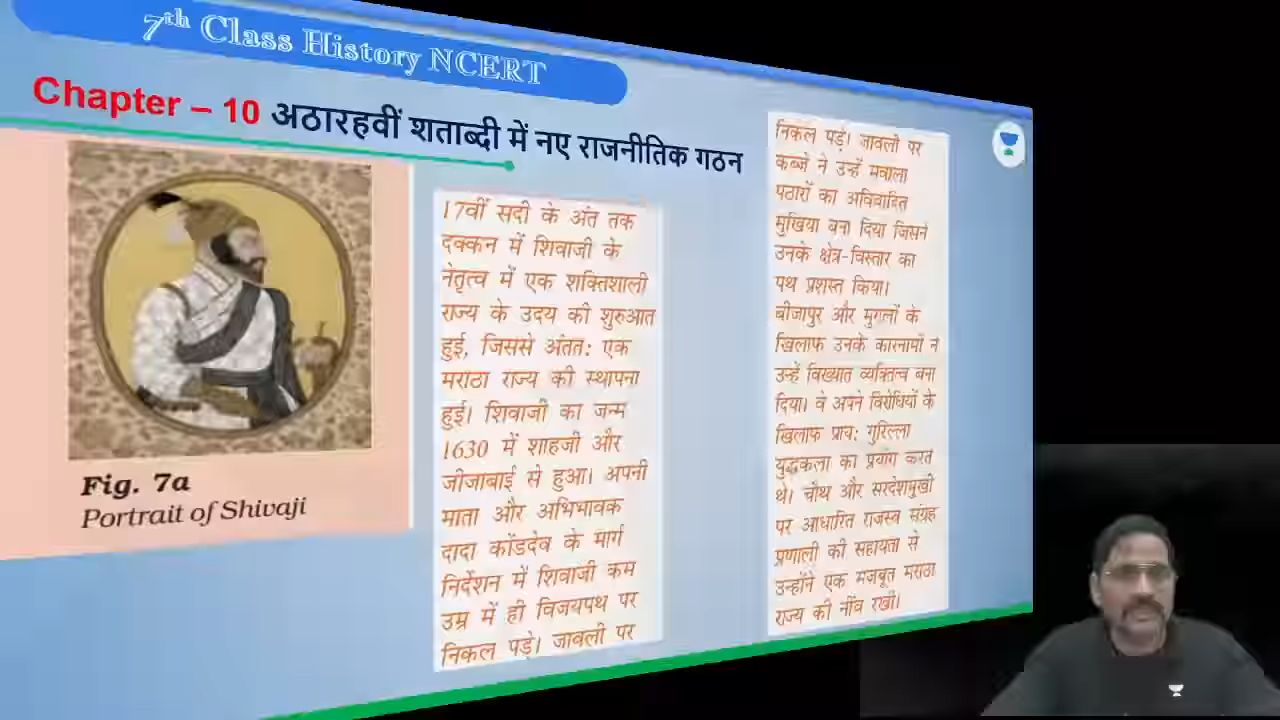 7th Class History NCERT
Chapter – 10 अठारहवीं शताब्दी में नए राजनीतिक गठन
Fig. 7a
Portrait of Shivaji
17वीं सदी के अंत तक
दक्कन में शिवाजी के
नेतृत्व में एक शक्तिशाली
राज्य के उदय की शुरुआत
हुई, जिससे अंतत: एक
मराठा राज्य की स्थापना
हुई। शिवाजी का जन्म
1630 में शाहजी और
जीजाबाई से हुआ। अपनी
माता और अभिभावक
दादा कोंडदेव के मार्ग
निर्देशन में शिवाजी कम
उम्र में ही विजयपथ पर
निकल पड़े। जावली पर
निकल पड़े। जावली पर
कब्जे ने उन्हें मवाला
पठारों का अविवादित
मुखिया बना दिया जिसने
उनके क्षेत्र-विस्तार का
पथ प्रशस्त किया।
बीजापुर और मुगलों के
खिलाफ उनके कारनामों ने
उन्हें विख्यात व्यक्तित्व बना
दिया। वे अपने विरोधियों के
खिलाफ प्राय: गुरिल्ला
युद्धकला का प्रयोग करते
थे। चौथ और सरदेशमुखी
पर आधारित राजस्व संग्रह
प्रणाली की सहायता से
उन्होंने एक मजबूत मराठा
राज्य की नींव रखी।